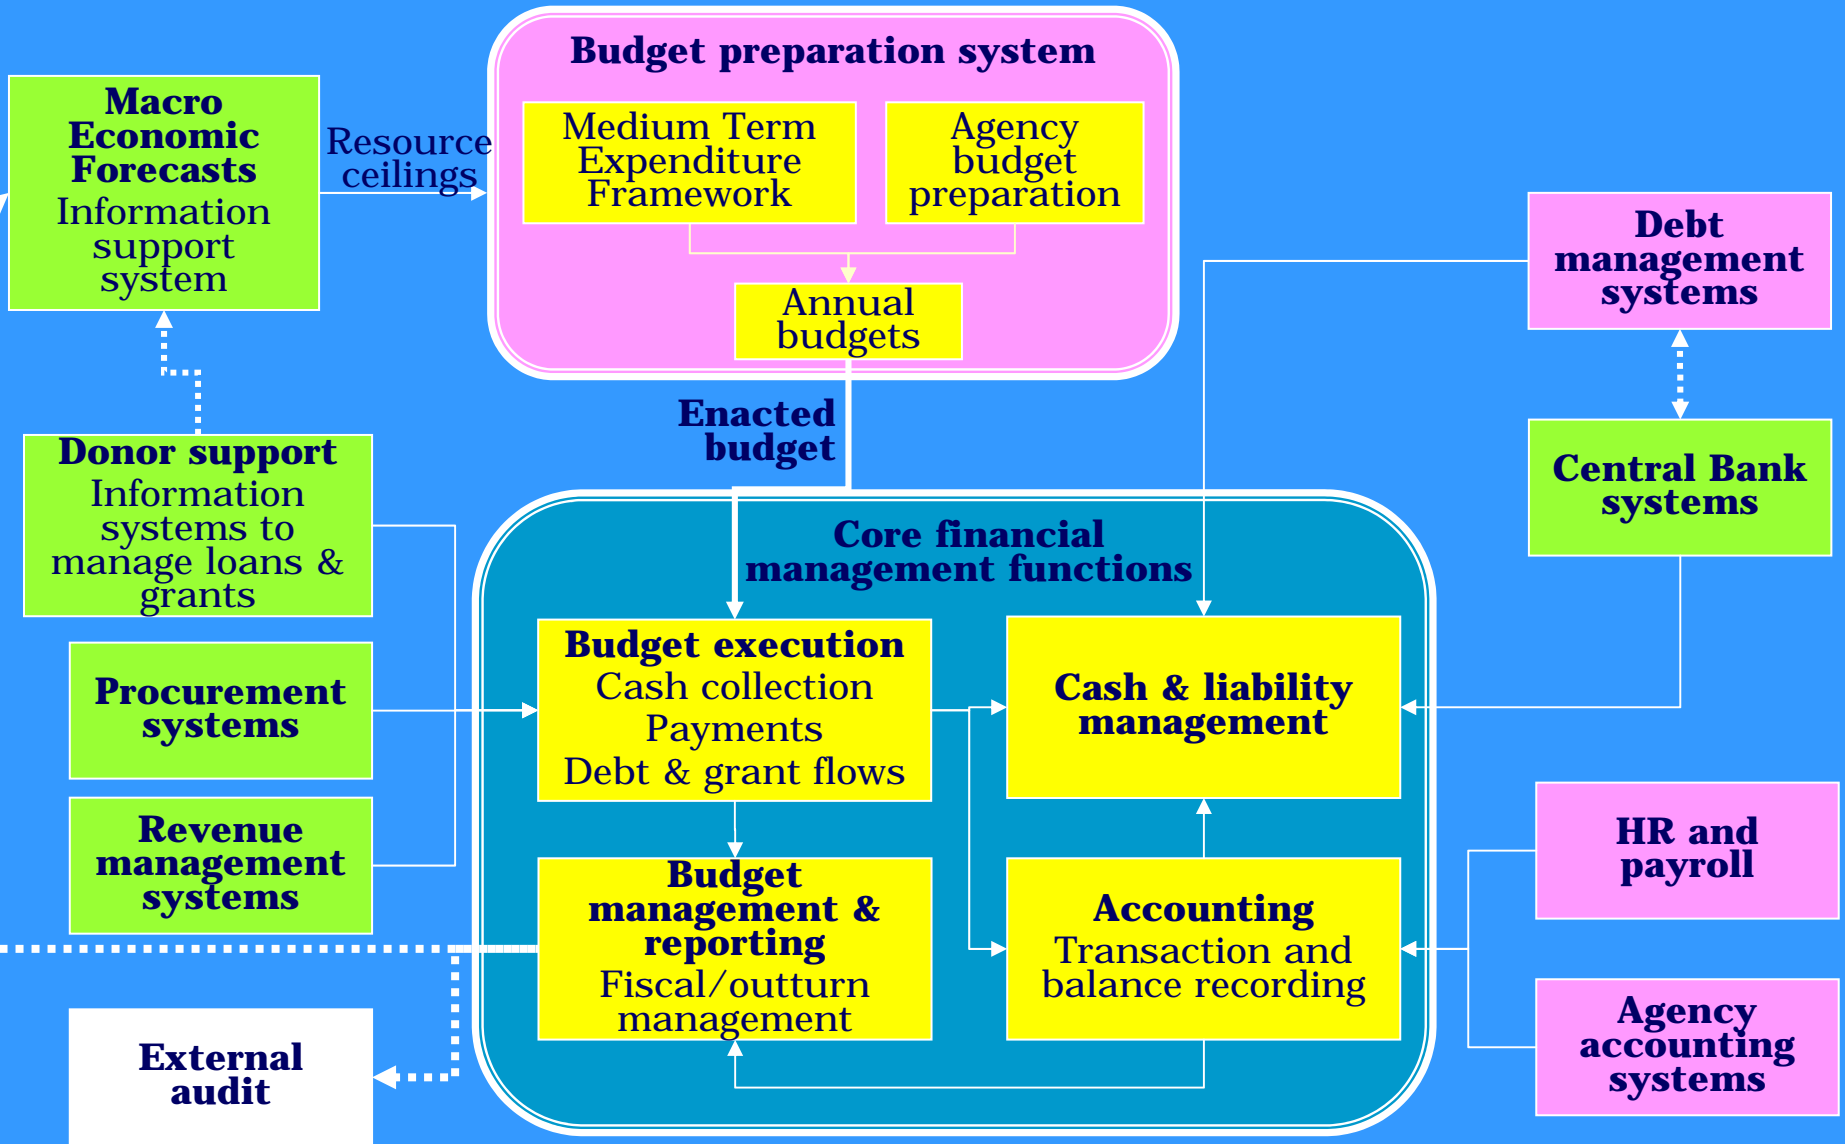 Budget preparation system
Macro
Economic
Forecasts
Information
support
system
Resource
ceilings
Medium Term
Expenditure
Framework
Agency
budget
preparation
Annual
budgets
Debt
management
systems
Enacted
budget
Donor support
Information
systems to
manage loans &
grants
Central Bank
systems
Core financial
management functions
Procurement
systems
Budget execution
Cash collection
Payments
Debt & grant flows
Cash & liability
management
Revenue
management
systems
Budget
management &
reporting
Fiscal/outturn
management
Accounting
Transaction and
balance recording
HR and
payroll
External
audit
Agency
accounting
systems